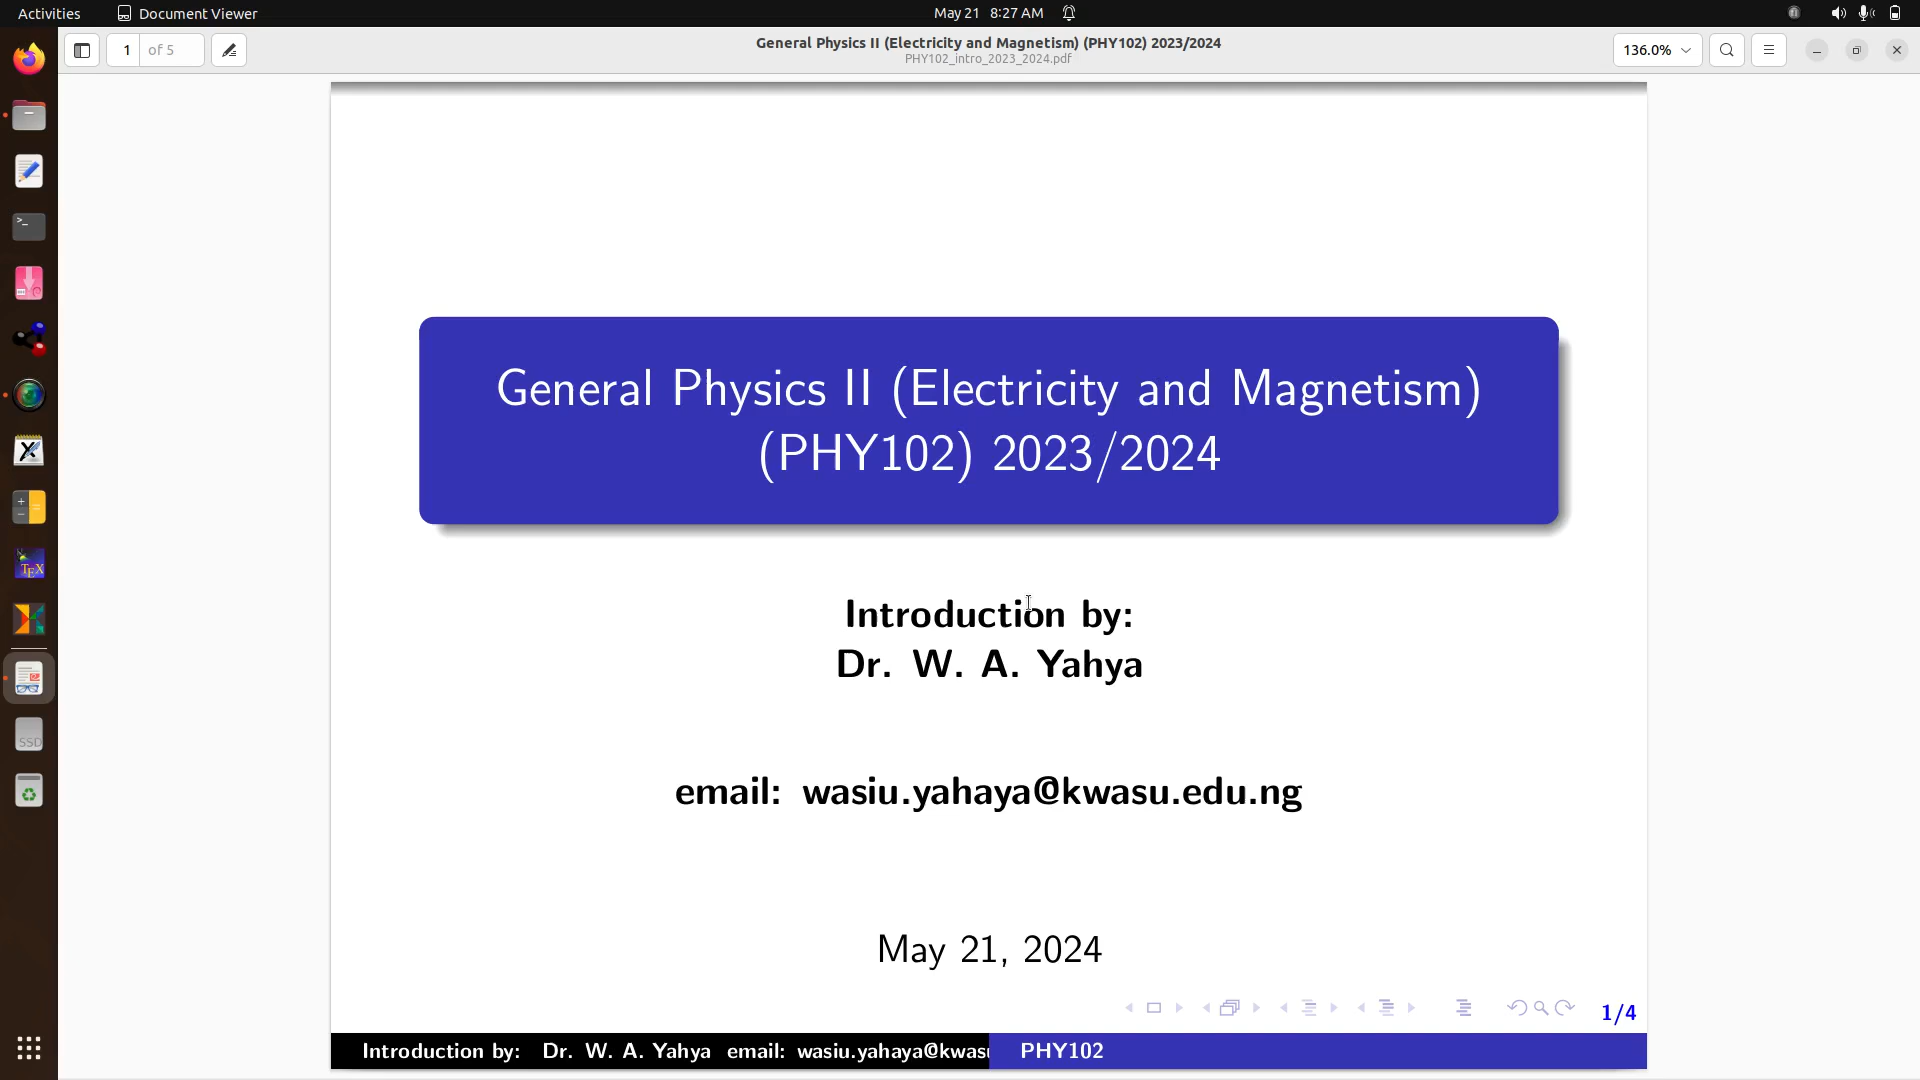 Activities
Document Viewer
May 21 8:27 AM
1 of 5
General Physics II (Electricity and Magnetism) (PHY102) 2023/2024
PHY102_intro_2023_2024.pdf
136.0%
General Physics II (Electricity and Magnetism)
(PHY102) 2023/2024
Introduction by:
Dr. W. A. Yahya
email: wasiu.yahaya@kwasu.edu.ng
May 21, 2024
1/4
Introduction by: Dr. W. A. Yahya email: wasiu.yahaya@kwas
PHY102
TEX
SSD